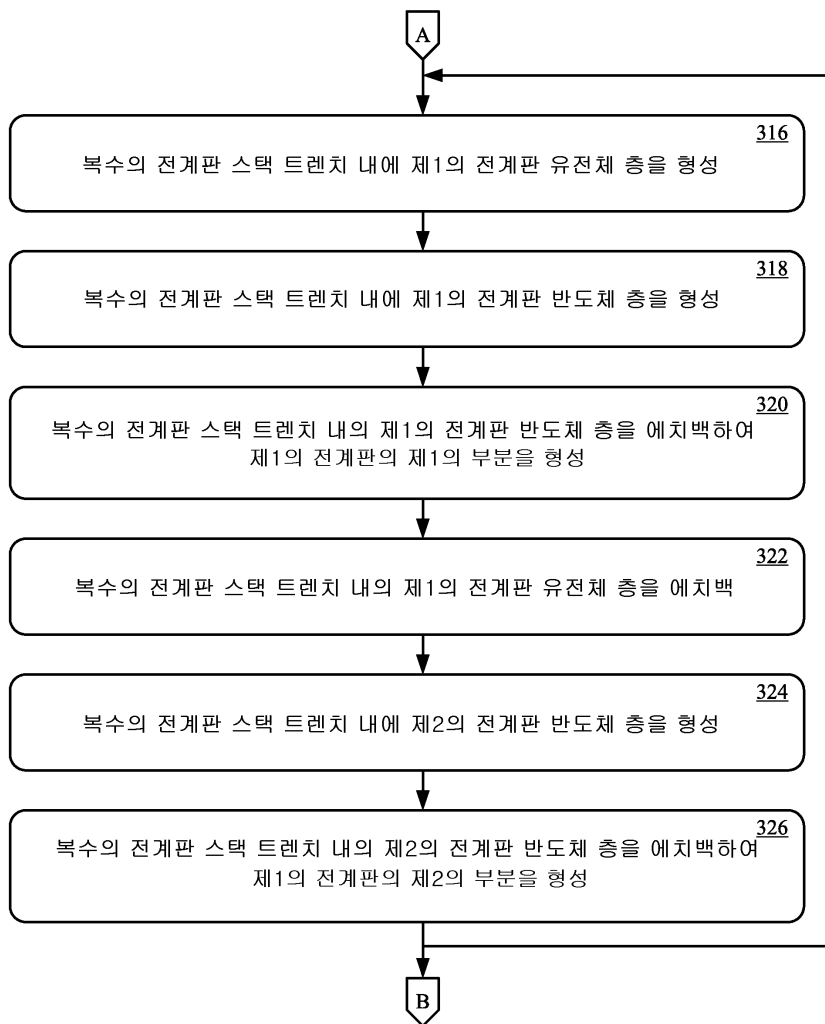 A
316
복수의 전계판 스택 트렌치 내에 제1의 전계판 유전체 층을 형성
318
복수의 전계판 스택 트렌치 내에 제1의 전계판 반도체 층을 형성
320
복수의 전계판 스택 트렌치 내의 제1의 전계판 반도체 층을 에치백하여
제1의 전계판의 제1의 부분을 형성
322
복수의 전계판 스택 트렌치 내의 제1의 전계판 유전체 층을 에치백
324
복수의 전계판 스택 트렌치 내에 제2의 전계판 반도체 층을 형성
326
복수의 전계판 스택 트렌치 내의 제2의 전계판 반도체 층을 에치백하여
제1의 전계판의 제2의 부분을 형성
B